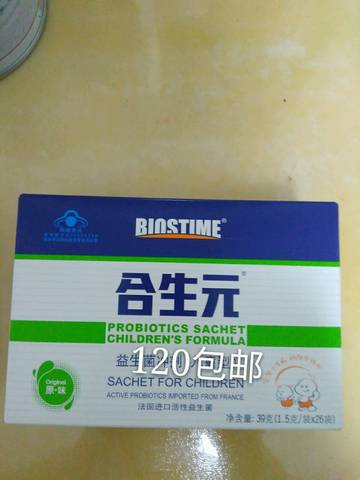 BIOSTIME®
合生元®
PROBIOTICS SACHET
CHILDREN'S FORMULA
益生菌冲
120包邮
SACHET FOR CHILDREN
ACTIVE PROBIOTICS IMPORTED FROM FRANCE
法国进口活性益生菌
Original
原·味
净含量: 39克(1.5克/袋x26袋)